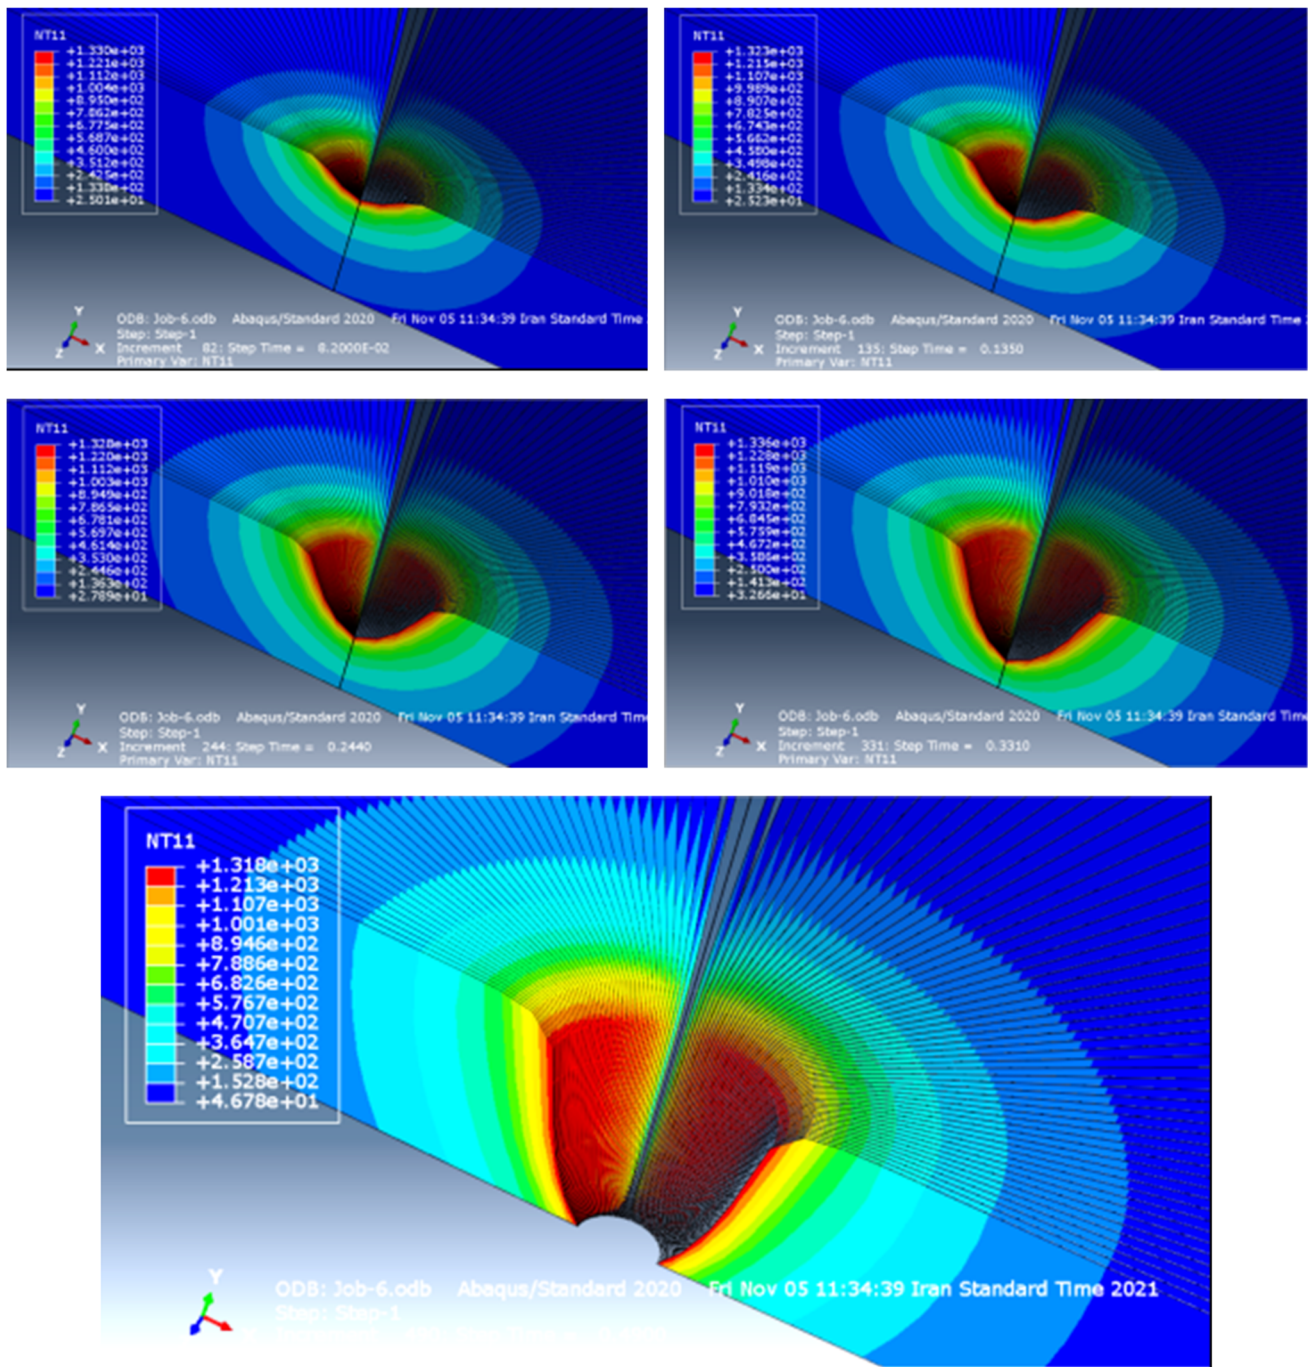 NT11
+1.330e+03
+1.221e+03
+1.112e+03
+1.004e+03
+8.950e+02
+7.862e+02
+6.775e+02
+5.687e+02
+4.600e+02
+3.512e+02
+2.425e+02
+1.338e+02
+2.501e+01
Y
Z X
ODB: Job-6.odb Abaqus/Standard 2020 Fri Nov 05 11:34:39 Iran Standard Time
Step: Step-1
Increment 82: Step Time = 8.2000E-02
Primary Var: NT11
NT11
+1.323e+03
+1.215e+03
+1.107e+03
+9.989e+02
+8.907e+02
+7.825e+02
+6.743e+02
+5.662e+02
+4.580e+02
+3.498e+02
+2.416e+02
+1.334e+02
+2.523e+01
Y
Z X
ODB: Job-6.odb Abaqus/Standard 2020 Fri Nov 05 11:34:39 Iran Standard Time
Step: Step-1
Increment 135: Step Time = 0.1350
Primary Var: NT11
NT11
+1.328e+03
+1.220e+03
+1.112e+03
+1.003e+03
+8.949e+02
+7.865e+02
+6.781e+02
+5.697e+02
+4.614e+02
+3.530e+02
+2.446e+02
+1.363e+02
+2.789e+01
Y
Z X
ODB: Job-6.odb Abaqus/Standard 2020 Fri Nov 05 11:34:39 Iran Standard Time
Step: Step-1
Increment 244: Step Time = 0.2440
Primary Var: NT11
NT11
+1.336e+03
+1.228e+03
+1.119e+03
+1.010e+03
+9.018e+02
+7.932e+02
+6.845e+02
+5.759e+02
+4.672e+02
+3.586e+02
+2.500e+02
+1.413e+02
+3.266e+01
Y
Z X
ODB: Job-6.odb Abaqus/Standard 2020 Fri Nov 05 11:34:39 Iran Standard Time
Step: Step-1
Increment 331: Step Time = 0.3310
Primary Var: NT11
NT11
+1.318e+03
+1.213e+03
+1.107e+03
+1.001e+03
+8.946e+02
+7.886e+02
+6.826e+02
+5.767e+02
+4.707e+02
+3.647e+02
+2.587e+02
+1.528e+02
+4.678e+01
Y
ODB: Job-6.odb Abaqus/Standard 2020 Fri Nov 05 11:34:39 Iran Standard Time 2021
Step: Step-1